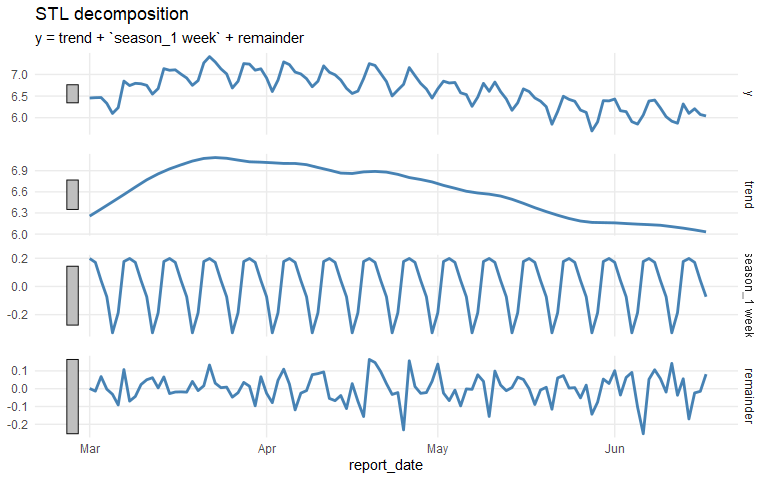 STL decomposition
y = trend + `season_1 week` + remainder
7.0
6.5
6.0
y
6.9
6.6
6.3
6.0
trend
0.2
0.0
-0.2
season_1 week
0.1
0.0
-0.1
-0.2
remainder
Mar Apr May Jun
report_date